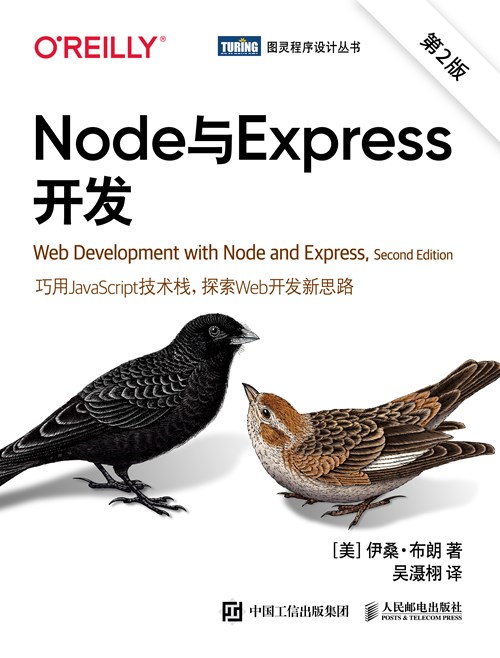 O'REILLY®
TURING 图灵程序设计丛书
第2版
Node与Express
开发
Web Development with Node and Express, Second Edition
巧用JavaScript技术栈，探索Web开发新思路
[美] 伊桑·布朗 著
吴滠栩 译
中国工信出版集团
人民邮电出版社
POSTS & TELECOM PRESS